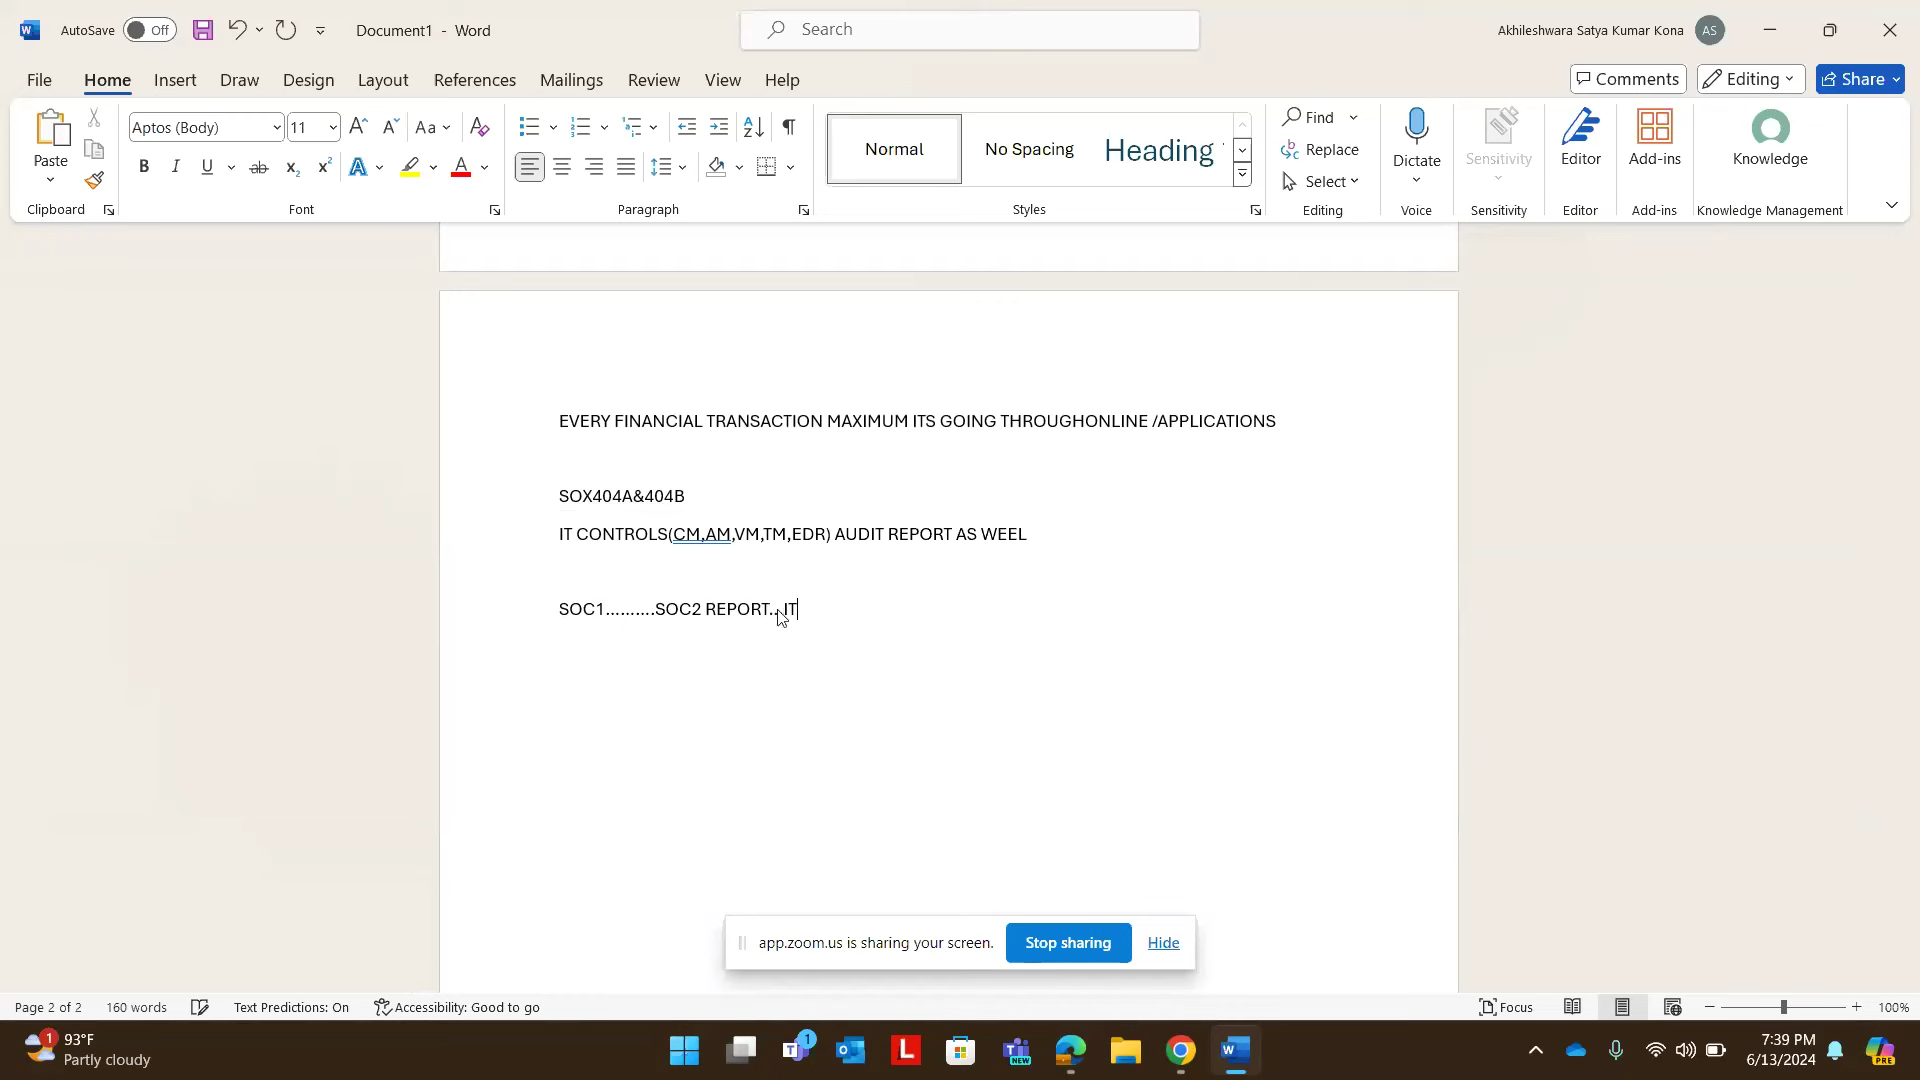 AutoSave Off Document1 - Word Search Akhileshwara Satya Kumar Kona AS
File Home Insert Draw Design Layout References Mailings Review View Help Comments Editing Share
Paste Aptos (Body) 11 Aa Normal No Spacing Heading Find Replace Select Dictate Sensitivity Editor Add-ins Knowledge
Clipboard Font Paragraph Styles Editing Voice Sensitivity Editor Add-ins Knowledge Management
EVERY FINANCIAL TRANSACTION MAXIMUM ITS GOING THROUGHONLINE /APPLICATIONS
SOX404A&404B
IT CONTROLS(CM,AM,VM,TM,EDR) AUDIT REPORT AS WEEL
SOC1..........SOC2 REPORT...IT
app.zoom.us is sharing your screen. Stop sharing Hide
Page 2 of 2 160 words Text Predictions: On Accessibility: Good to go Focus 100%
1 93°F
Partly cloudy
1 NEW
7:39 PM
6/13/2024
PRE